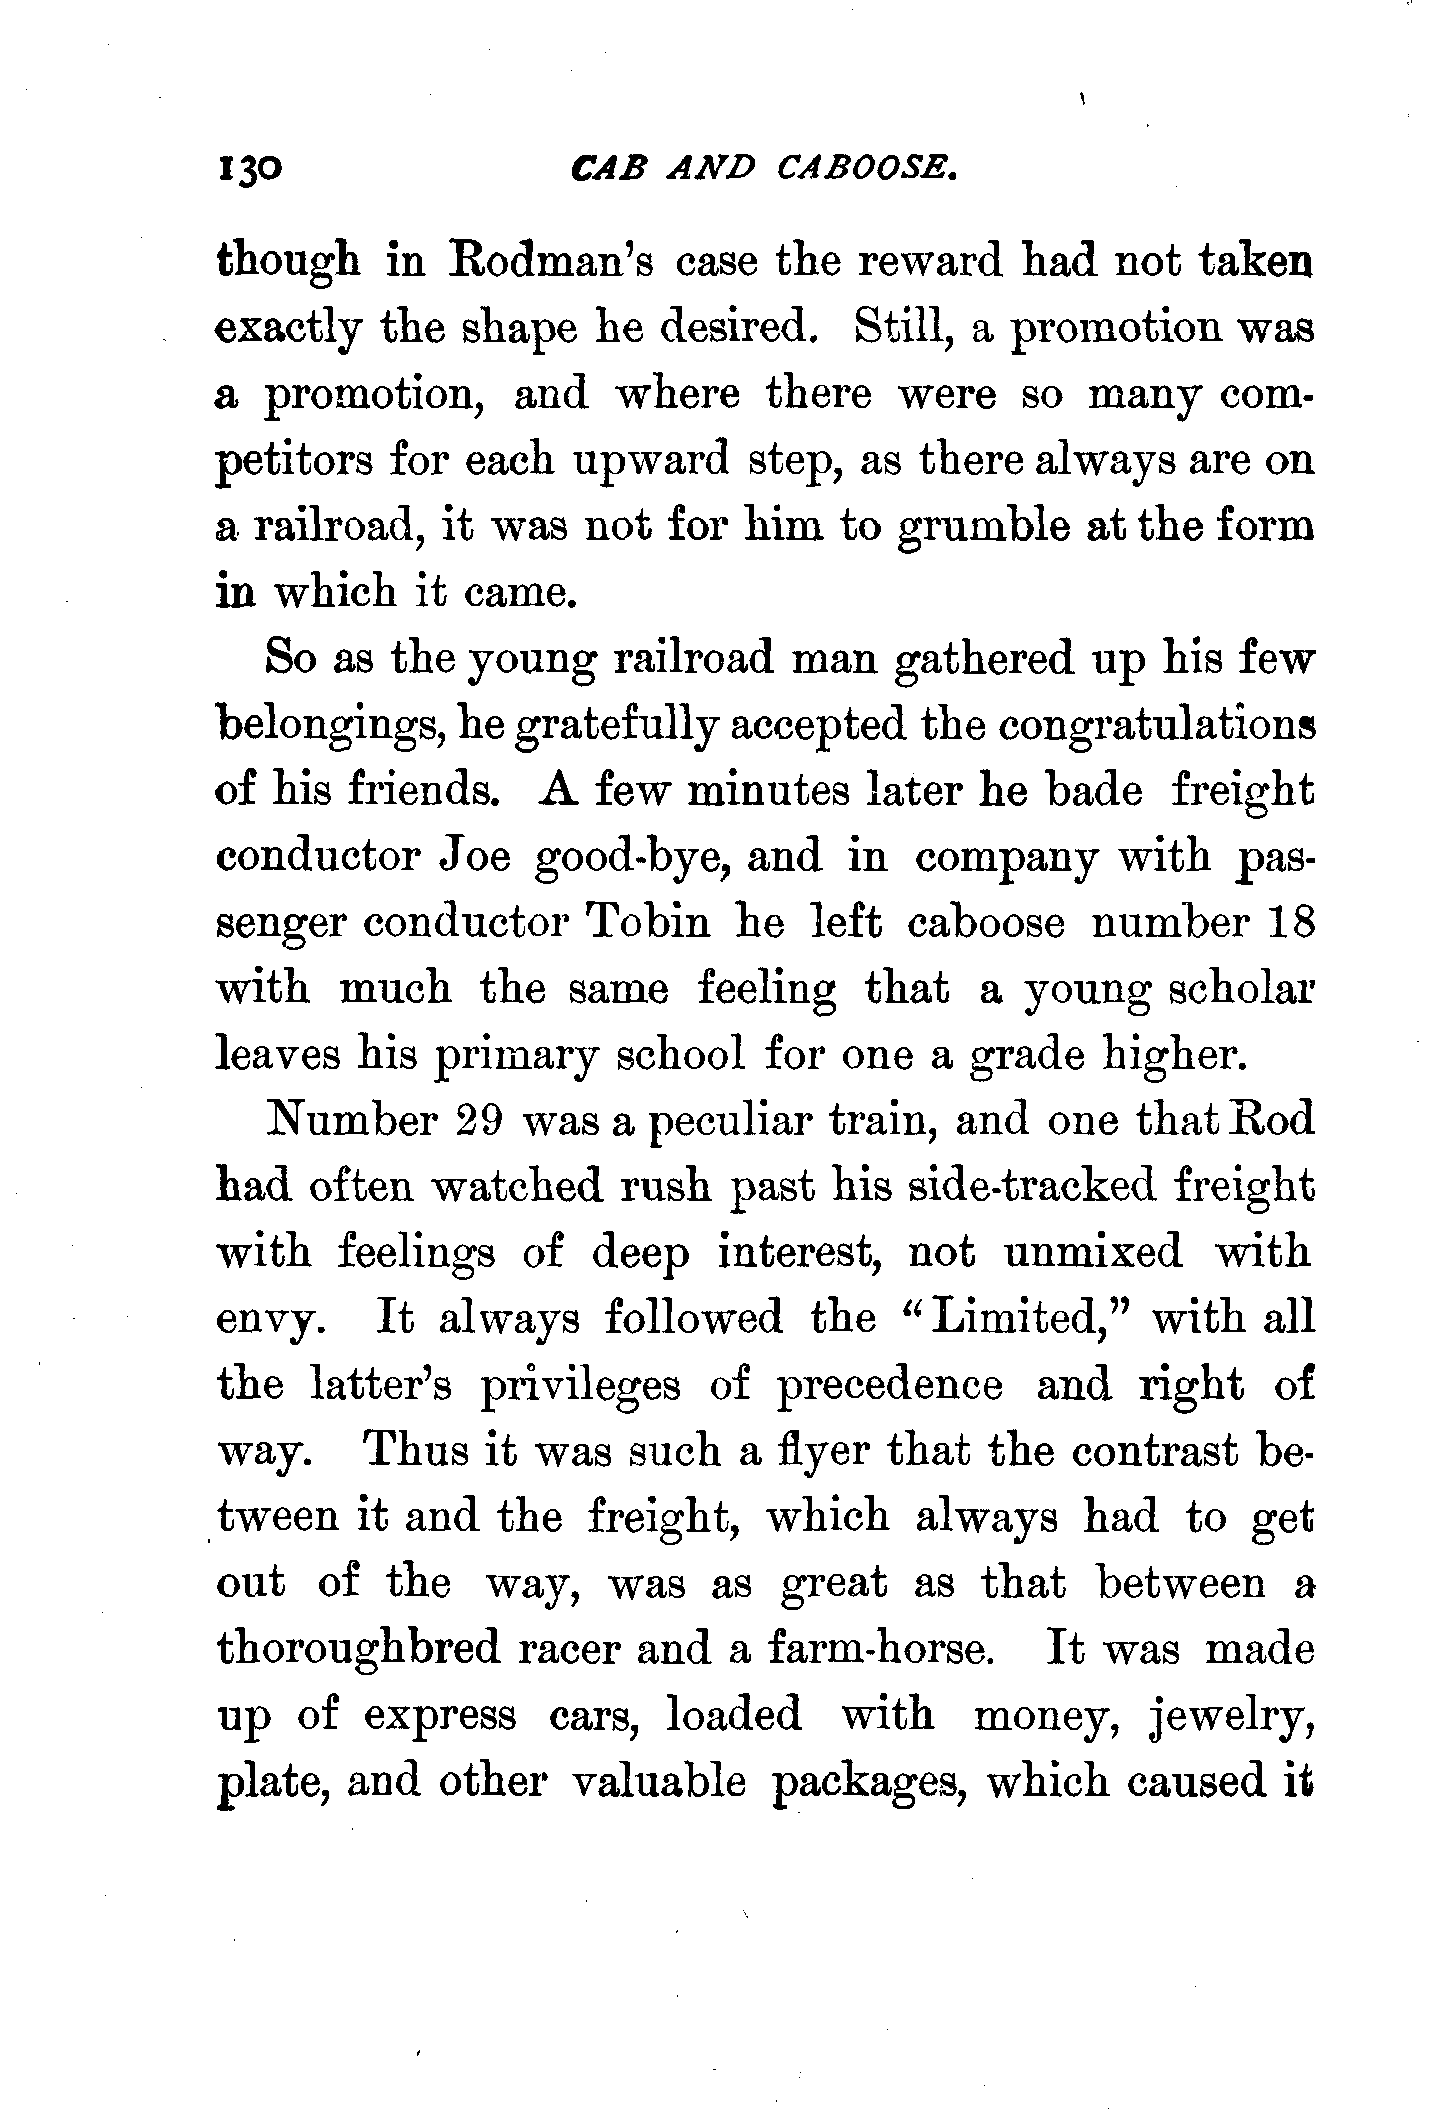 130 CAB AND CABOOSE.
though in Rodman's case the reward had not taken
exactly the shape he desired. Still, a promotion was
a promotion, and where there were so many com-
petitors for each upward step, as there always are on
a railroad, it was not for him to grumble at the form
in which it came.
So as the young railroad man gathered up his few
belongings, he gratefully accepted the congratulations
of his friends. A few minutes later he bade freight
conductor Joe good-bye, and in company with pas-
senger conductor Tobin he left caboose number 18
with much the same feeling that a young scholar
leaves his primary school for one a grade higher.
Number 29 was a peculiar train, and one that Rod
had often watched rush past his side-tracked freight
with feelings of deep interest, not unmixed with
envy. It always followed the "Limited," with all
the latter's privileges of precedence and right of
way. Thus it was such a flyer that the contrast be-
tween it and the freight, which always had to get
out of the way, was as great as that between a
thoroughbred racer and a farm-horse. It was made
up of express cars, loaded with money, jewelry,
plate, and other valuable packages, which caused it